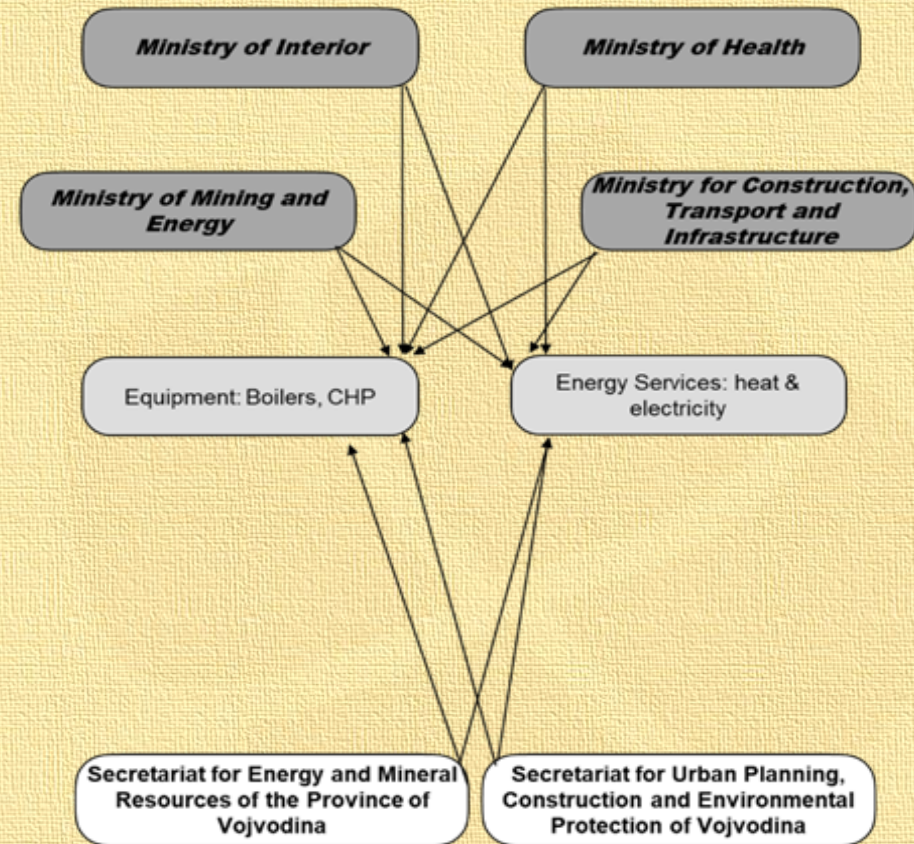 Ministry of Interior
Ministry of Health
Ministry of Mining and
Energy
Ministry for Construction,
Transport and
Infrastructure
Equipment: Boilers, CHP
Energy Services: heat &
electricity
Secretariat for Energy and Mineral
Resources of the Province of
Vojvodina
Secretariat for Urban Planning,
Construction and Environmental
Protection of Vojvodina